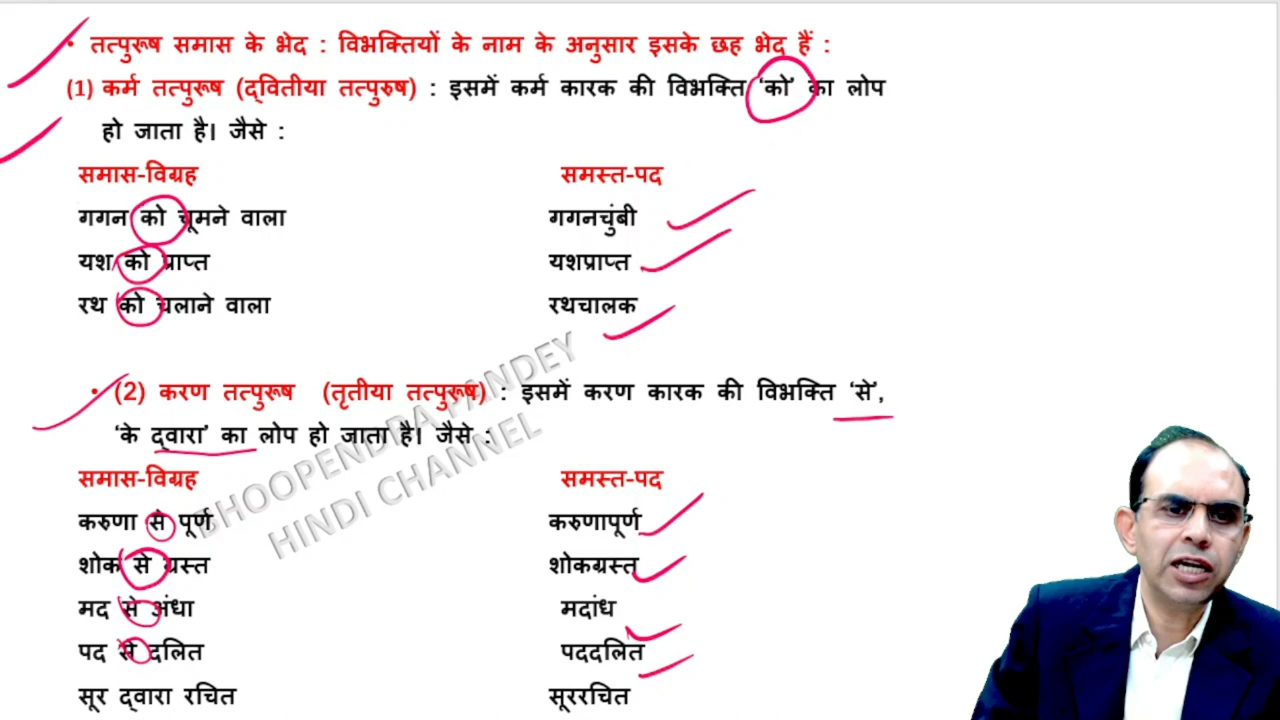 • तत्पुरूष समास के भेद : विभक्तियों के नाम के अनुसार इसके छह भेद हैं :
(1) कर्म तत्पुरूष (द्वितीया तत्पुरुष) : इसमें कर्म कारक की विभक्ति ‘को’ का लोप
हो जाता है। जैसे :
समास-विग्रह समस्त-पद
गगन को चूमने वाला गगनचुंबी
यश को प्राप्त यशप्राप्त
रथ को चलाने वाला रथचालक
• (2) करण तत्पुरूष (तृतीया तत्पुरूष) : इसमें करण कारक की विभक्ति ‘से’,
‘के द्वारा’ का लोप हो जाता है। जैसे :
समास-विग्रह समस्त-पद
करुणा से पूर्ण करुणापूर्ण
शोक से ग्रस्त शोकग्रस्त
मद से अंधा मदांध
पद से दलित पददलित
सूर द्वारा रचित सूररचित
BHOOPENDRA PANDEY
HINDI CHANNEL